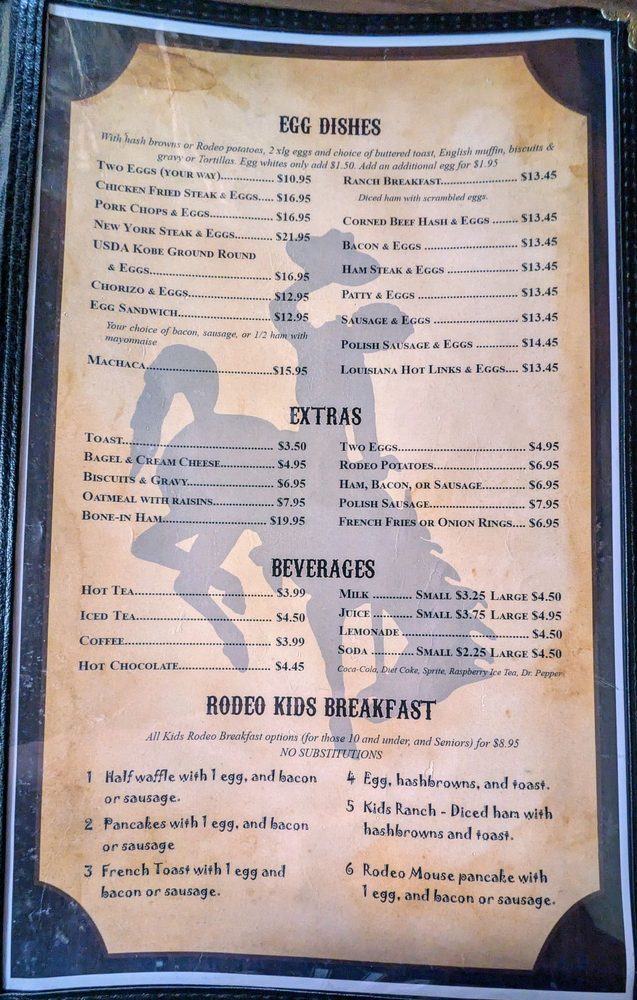 EGG DISHES
With hash browns or Rodeo potatoes, 2 xlg eggs and choice of buttered toast, English muffin, biscuits &
gravy or Tortillas. Egg whites only add $1.50. Add an additional egg for $1.95
Two Eggs (your way)................ $10.95
Chicken Fried Steak & Eggs..... $16.95
Pork Chops & Eggs.................. $16.95
New York Steak & Eggs........... $21.95
USDA Kobe Ground Round
& Eggs............................... $16.95
Chorizo & Eggs....................... $12.95
Egg Sandwich.......................... $12.95
Your choice of bacon, sausage, or 1/2 ham with
mayonnaise
Machaca................................$15.95
Ranch Breakfast.................... $13.45
Diced ham with scrambled eggs.
Corned Beef Hash & Eggs ....... $13.45
Bacon & Eggs ........................ $13.45
Ham Steak & Eggs .................. $13.45
Patty & Eggs ......................... $13.45
Sausage & Eggs ..................... $13.45
Polish Sausage & Eggs ........... $14.45
Louisiana Hot Links & Eggs.... $13.45
EXTRAS
Toast...................................... $3.50
Bagel & Cream Cheese............. $4.95
Biscuits & Gravy..................... $6.95
Oatmeal with raisins............... $7.95
Bone-in Ham.......................... $19.95
Two Eggs................................ $4.95
Rodeo Potatoes....................... $6.95
Ham, Bacon, or Sausage........... $6.95
Polish Sausage........................ $7.95
French Fries or Onion Rings.... $6.95
BEVERAGES
Hot Tea................................... $3.99
Iced Tea.................................. $4.50
Coffee.................................... $3.99
Hot Chocolate........................ $4.45
Milk ............ Small $3.25 Large $4.50
Juice ............ Small $3.75 Large $4.95
Lemonade ............................... $4.50
Soda ............ Small $2.25 Large $4.50
Coca-Cola, Diet Coke, Sprite, Raspberry Ice Tea, Dr. Pepper
RODEO KIDS BREAKFAST
All Kids Rodeo Breakfast options (for those 10 and under, and Seniors) for $8.95
NO SUBSTITUTIONS
1 Half waffle with 1 egg, and bacon
or sausage.
2 Pancakes with 1 egg, and bacon
or sausage
3 French Toast with 1 egg and
bacon or sausage.
4 Egg, hashbrowns, and toast.
5 Kids Ranch - Diced ham with
hashbrowns and toast.
6 Rodeo Mouse pancake with
1 egg, and bacon or sausage.